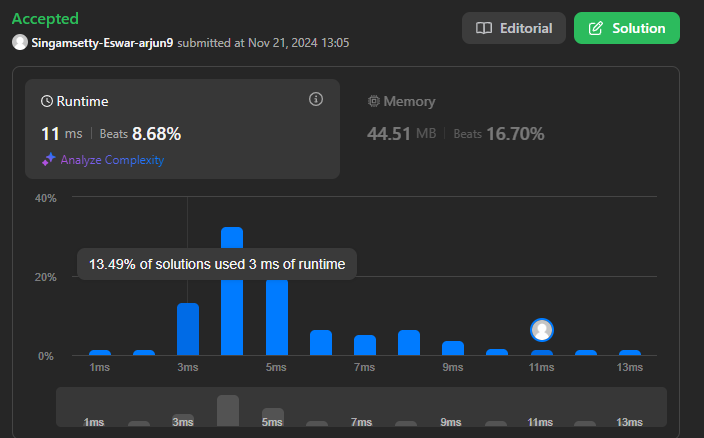 Accepted
Editorial
Solution
Singamsetty-Eswar-arjun9 submitted at Nov 21, 2024 13:05
Runtime
Memory
11 ms | Beats 8.68%
44.51 MB | Beats 16.70%
Analyze Complexity
40%
13.49% of solutions used 3 ms of runtime
20%
0%
1ms 3ms 5ms 7ms 9ms 11ms 13ms
1ms 3ms 5ms 7ms 9ms 11ms 13ms